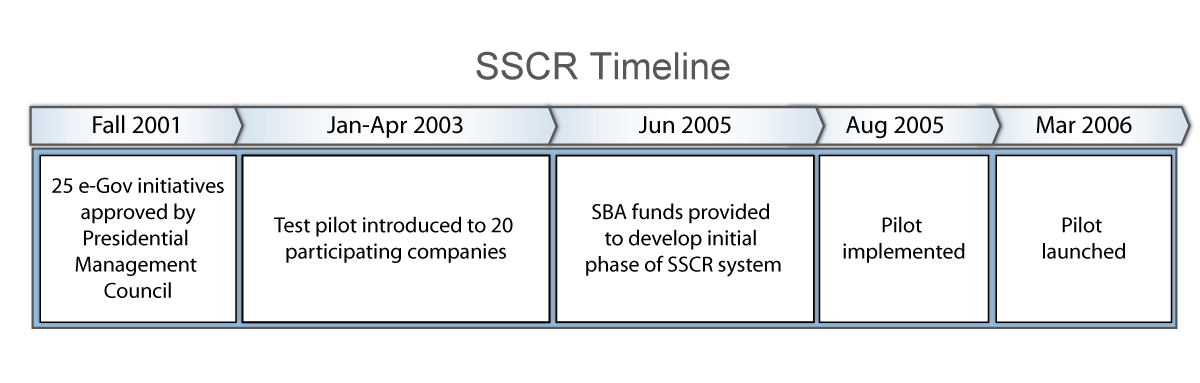 SSCR Timeline
Fall 2001
Jan-Apr 2003
Jun 2005
Aug 2005
Mar 2006
25 e-Gov initiatives
approved by
Presidential
Management
Council
Test pilot introduced to 20
participating companies
SBA funds provided
to develop initial
phase of SSCR system
Pilot
implemented
Pilot
launched